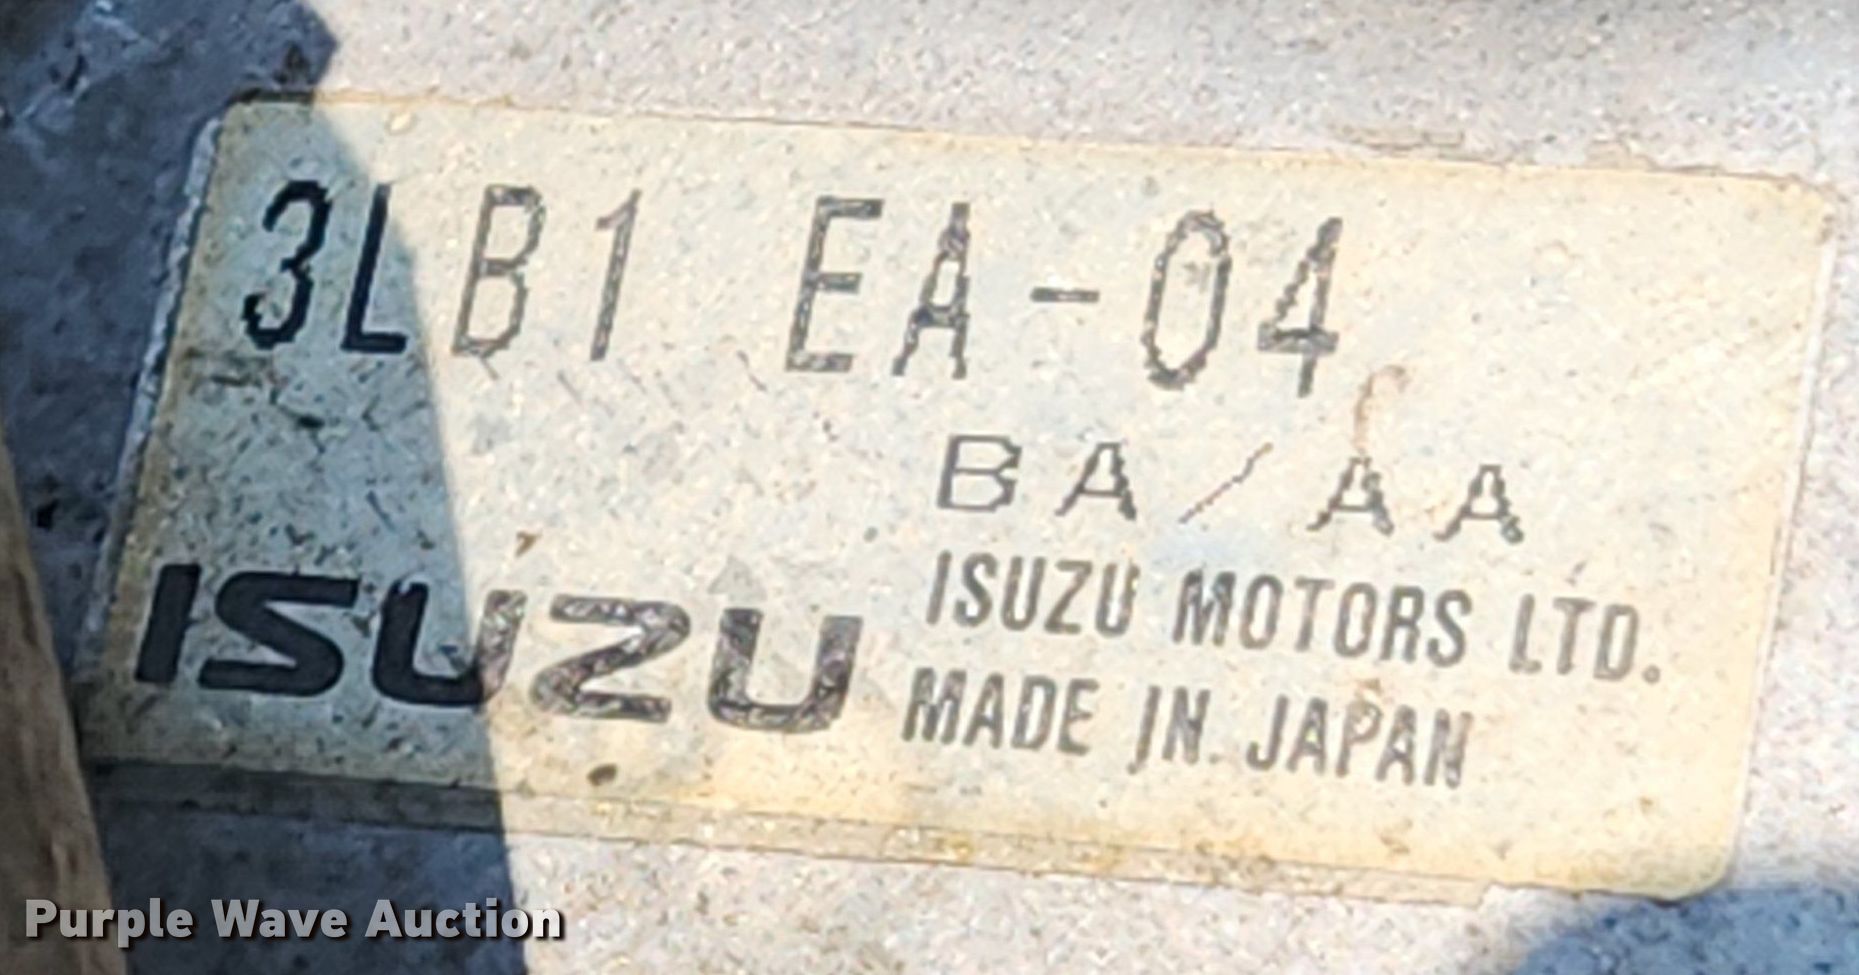 3LB1 EA-04
BA/AA
ISUZU
ISUZU MOTORS LTD.
MADE IN JAPAN
Purple Wave Auction